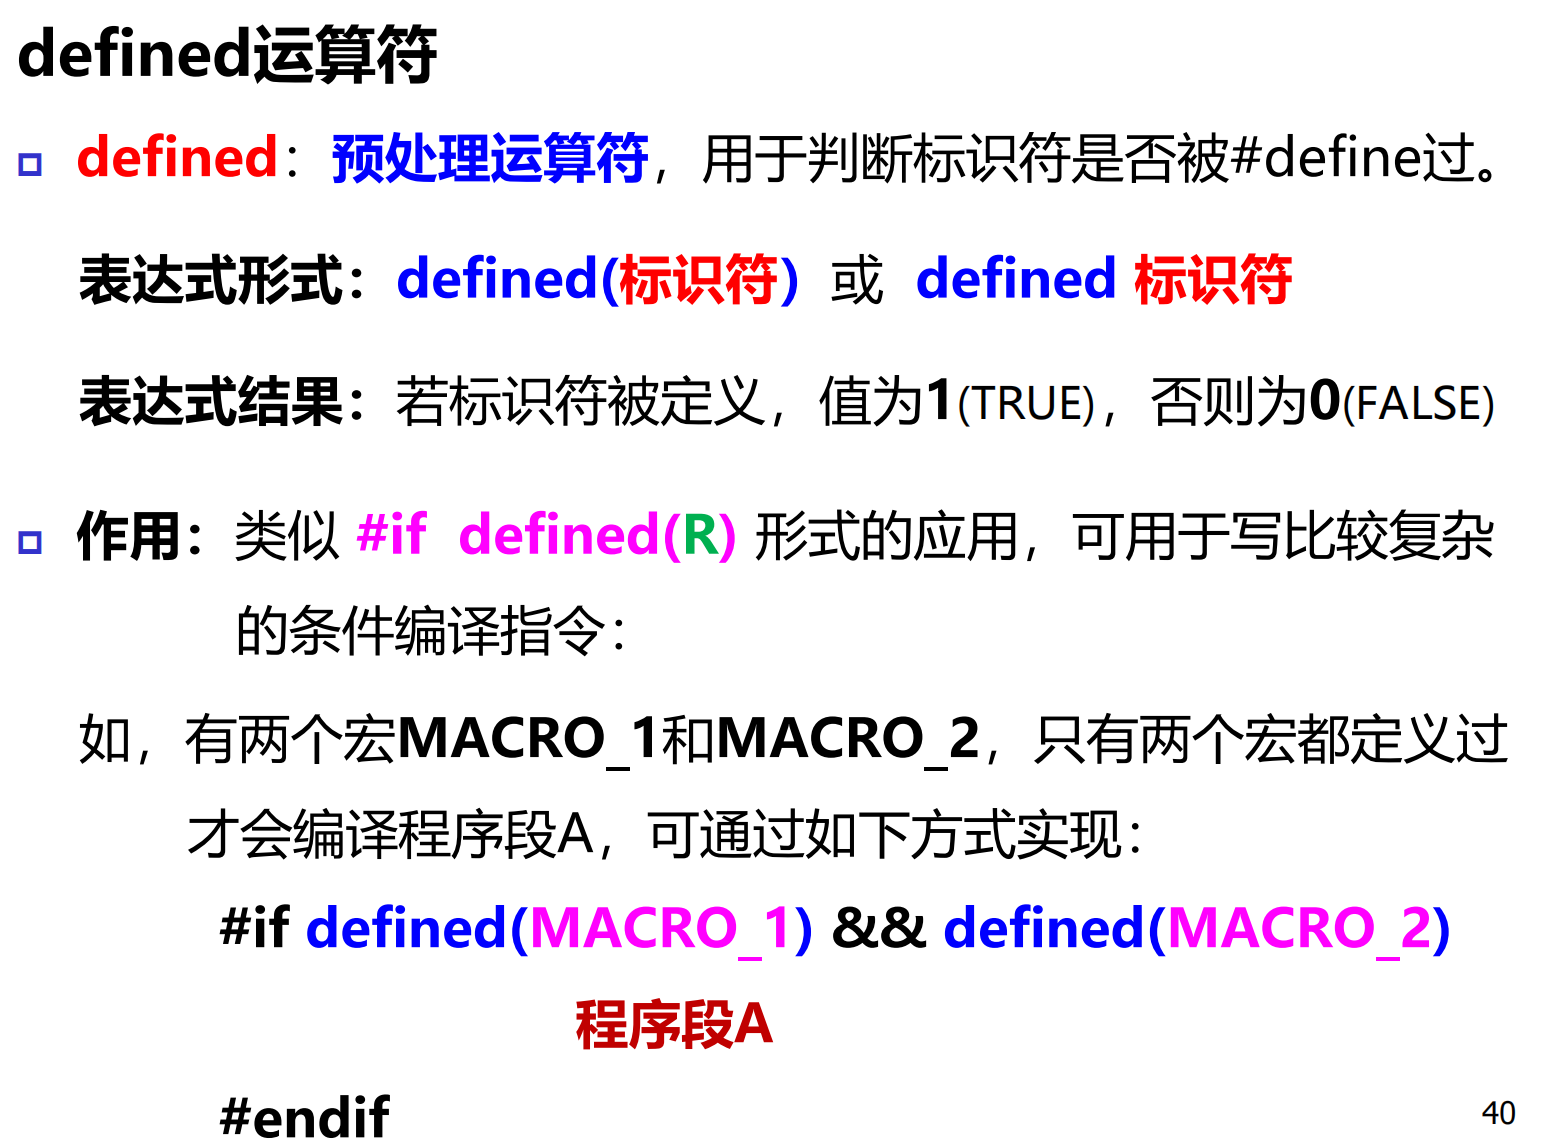 defined运算符
defined：预处理运算符，用于判断标识符是否被#define过。
表达式形式：defined(标识符) 或 defined 标识符
表达式结果：若标识符被定义，值为1(TRUE)，否则为0(FALSE)
作用：类似 #if defined(R) 形式的应用，可用于写比较复杂
的条件编译指令：
如，有两个宏MACRO_1和MACRO_2，只有两个宏都定义过
才会编译程序段A，可通过如下方式实现：
#if defined(MACRO_1) && defined(MACRO_2)
程序段A
#endif
40